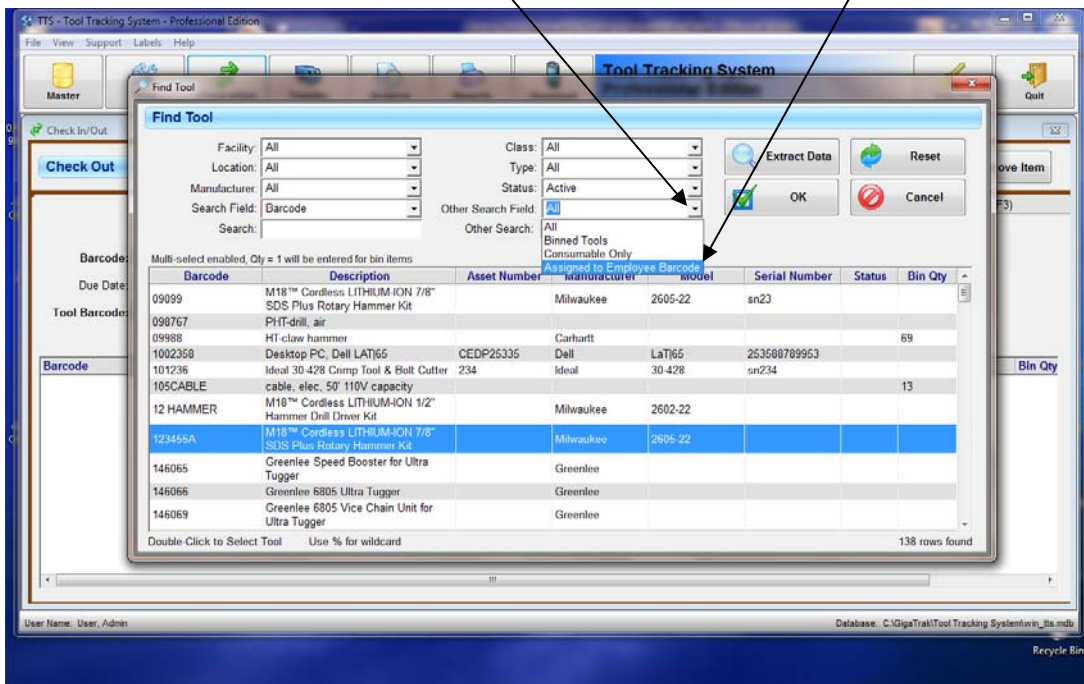 TTS - Tool Tracking System - Professional Edition
File View Support Labels Help
Master
Tool Tracking System
Quit
Check In/Out
Check Out
ove Item
F3)
Barcode:
Due Date:
Tool Barcode:
Barcode
Bin Qty
Find Tool
Find Tool
Facility: All Class: All
Location: All Type: All
Manufacturer: All Status: Active
Search Field: Barcode Other Search Field: All
Search: Other Search:
Extract Data Reset
OK Cancel
All
Binned Tools
Consumable Only
Assigned to Employee Barcode
Multi-select enabled, Qty = 1 will be entered for bin items
Barcode Description Asset Number Manufacturer Model Serial Number Status Bin Qty
09099 M18™ Cordless LITHIUM-ION 7/8" Milwaukee 2605-22 sn23
SDS Plus Rotary Hammer Kit
098767 PHT-drill, air
09988 HT-claw hammer Carhartt 69
1002358 Desktop PC, Dell LAT|65 CEDP25335 Dell LaT|65 253588789953
101236 Ideal 30-428 Crimp Tool & Bolt Cutter 234 Ideal 30-428 sn234
105CABLE cable, elec, 50' 110V capacity 13
12 HAMMER M18™ Cordless LITHIUM-ION 1/2" Milwaukee 2602-22
Hammer Drill Driver Kit
123455A M18™ Cordless LITHIUM-ION 7/8" Milwaukee 2605-22
SDS Plus Rotary Hammer Kit
146065 Greenlee Speed Booster for Ultra Greenlee
Tugger
146066 Greenlee 6805 Ultra Tugger Greenlee
146069 Greenlee 6805 Vice Chain Unit for Greenlee
Ultra Tugger
Double-Click to Select Tool Use % for wildcard 138 rows found
User Name: User, Admin Database: C:\GigaTrak\Tool Tracking System\win_tts.mdb
Recycle Bin